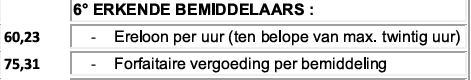 6° ERKENDE BEMIDDELAARS :
60,23 - Ereloon per uur (ten belope van max. twintig uur)
75,31 - Forfaitaire vergoeding per bemiddeling